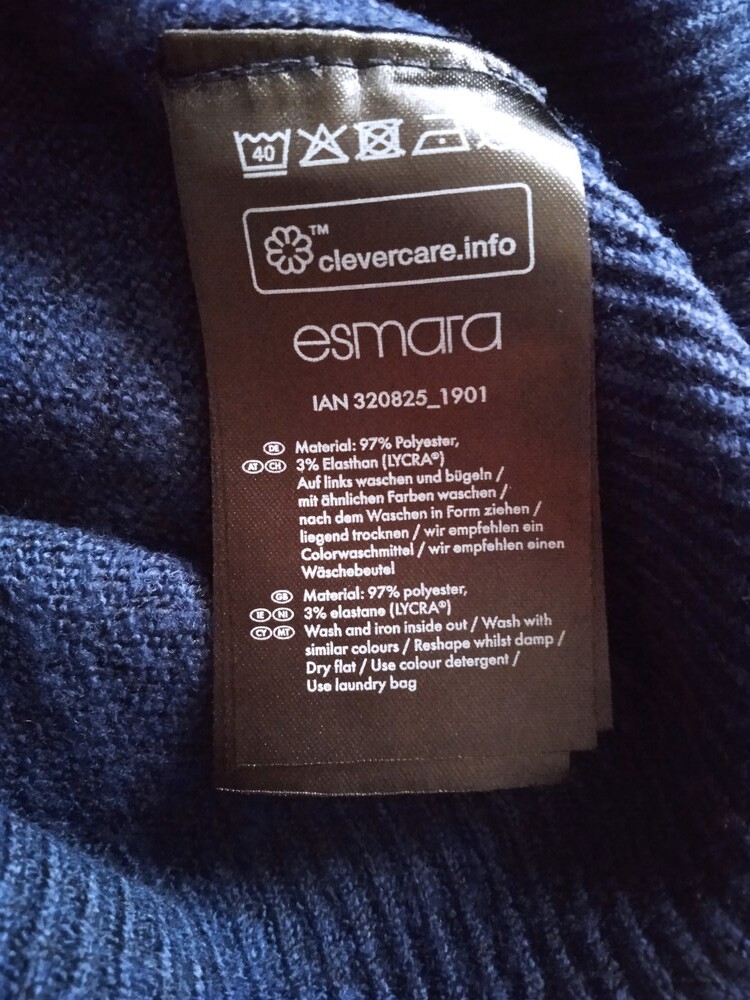 40
™
clevercare.info
esmara
IAN 320825_1901
DE Material: 97% Polyester,
AT CH 3% Elasthan (LYCRA®)
Auf links waschen und bügeln /
mit ähnlichen Farben waschen /
nach dem Waschen in Form ziehen /
liegend trocknen / wir empfehlen ein
Colorwaschmittel / wir empfehlen einen
Wäschebeutel
GB Material: 97% polyester,
IE NI 3% elastane (LYCRA®)
CY MT Wash and iron inside out / Wash with
similar colours / Reshape whilst damp /
Dry flat / Use colour detergent /
Use laundry bag